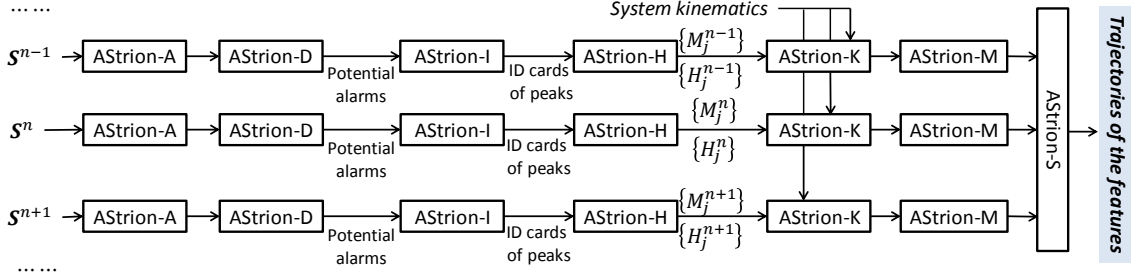 ... ...
System kinematics
S^{n-1} AStrion-A AStrion-D AStrion-I AStrion-H {M_j^{n-1}} AStrion-K AStrion-M
Potential alarms
ID cards of peaks
{H_j^{n-1}}
S^n AStrion-A AStrion-D AStrion-I AStrion-H {M_j^n} AStrion-K AStrion-M
Potential alarms
ID cards of peaks
{H_j^n}
S^{n+1} AStrion-A AStrion-D AStrion-I AStrion-H {M_j^{n+1}} AStrion-K AStrion-M
Potential alarms
ID cards of peaks
{H_j^{n+1}}
... ...
AStrion-S
Trajectories of the features